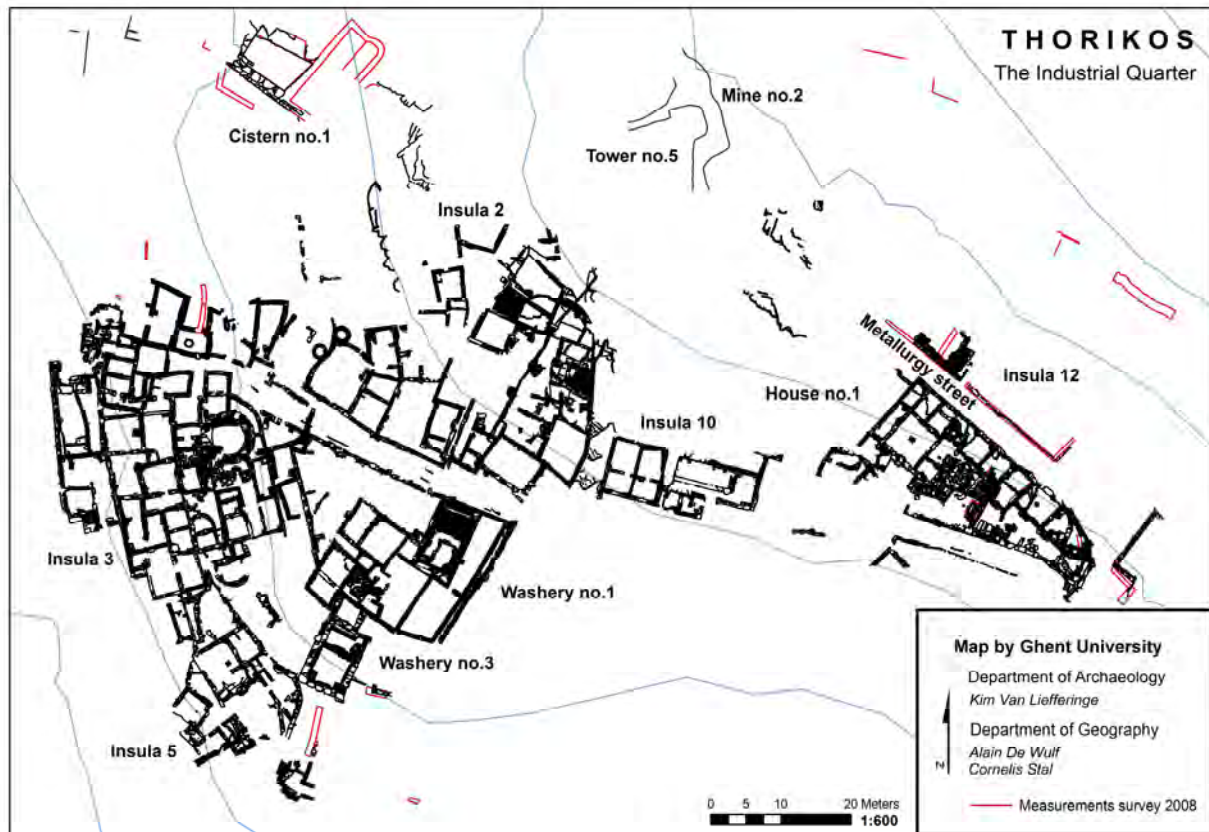 THORIKOS
The Industrial Quarter
Mine no.2
Cistern no.1
Tower no.5
Insula 2
Metallurgy street
Insula 12
House no.1
Insula 10
Insula 3
Washery no.1
Washery no.3
Insula 5
Map by Ghent University
Department of Archaeology
Kim Van Liefferinge
Department of Geography
Alain De Wulf
Cornelis Stal
N
Measurements survey 2008
0 5 10 20 Meters
1:600